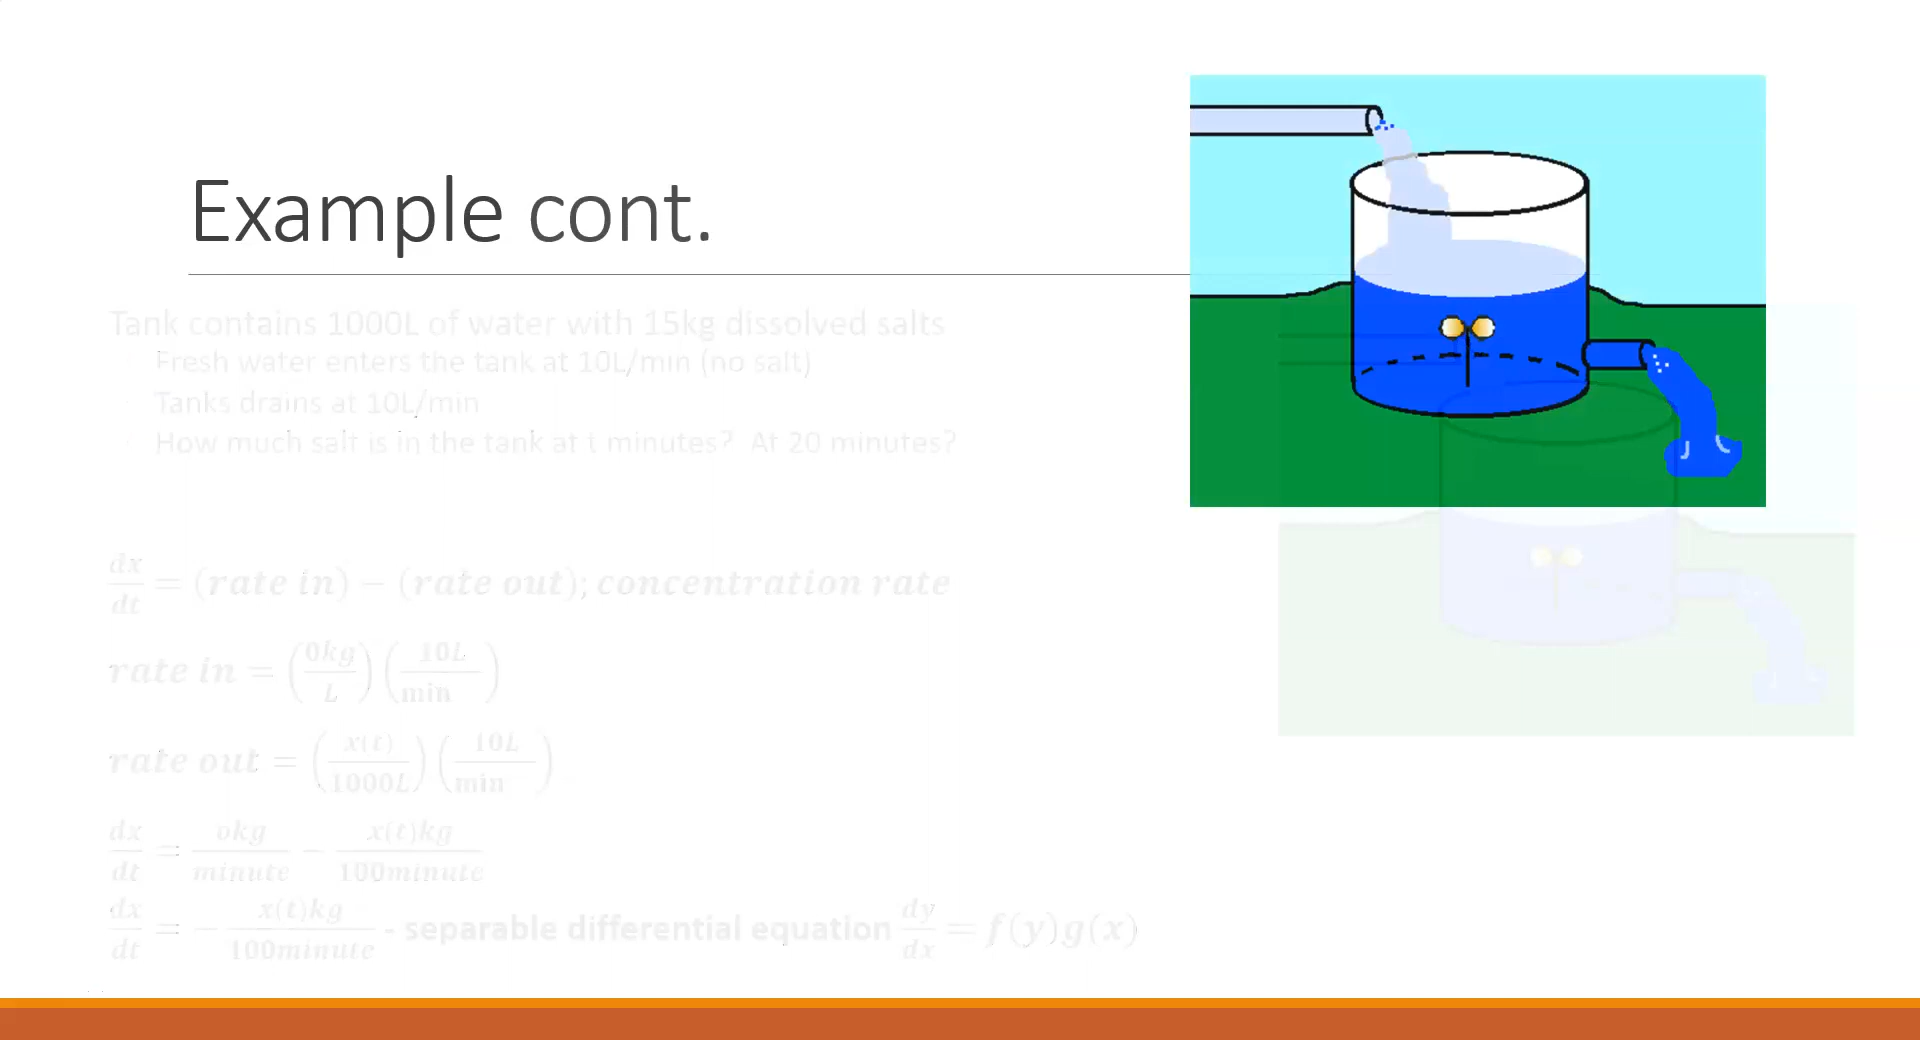 Example cont.
Tank contains 1000L of water with 15kg dissolved salts
Fresh water enters the tank at 10L/min (no salt)
Tanks drains at 10L/min
How much salt is in the tank at t minutes? At 20 minutes?
dx/dt = (rate in) − (rate out); concentration rate
rate in = (0kg/L)(10L/min)
rate out = (x(t)/1000L)(10L/min)
dx/dt = okg/minute − x(t)kg/100minute
dx/dt = − x(t)kg/100minute - separable differential equation dy/dx = f(y)g(x)